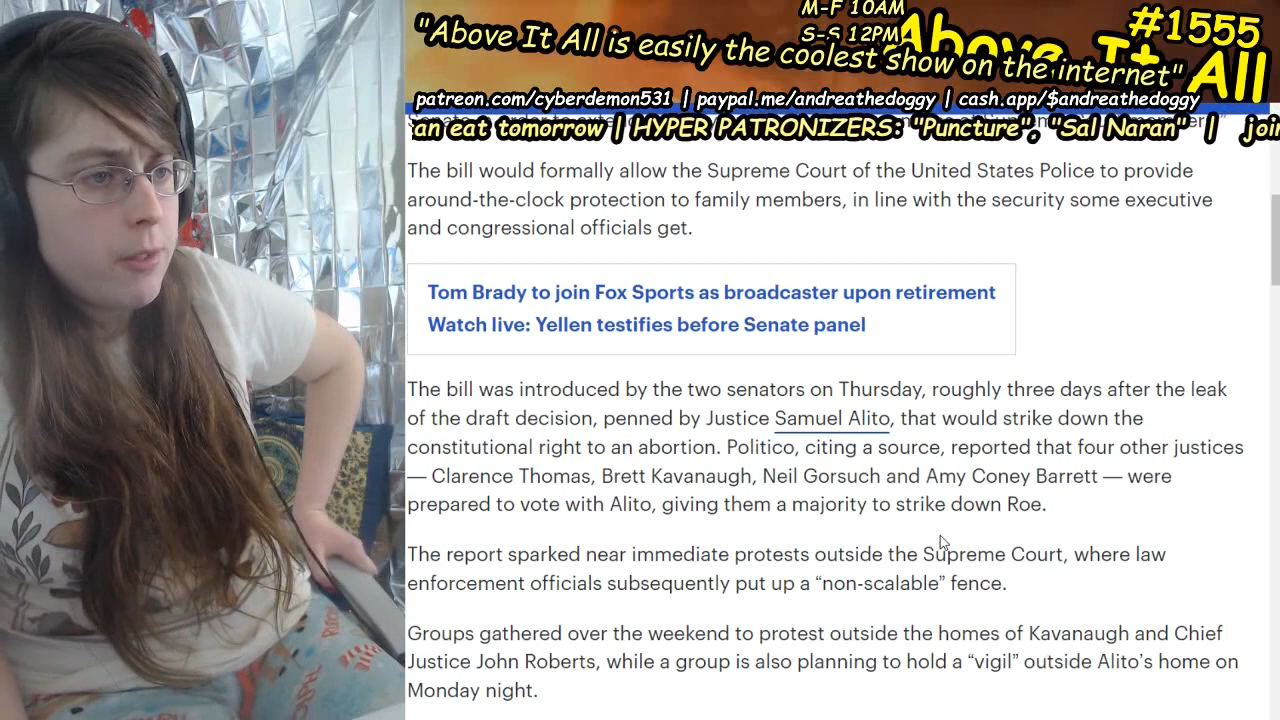 M-F 10AM
S-S 12PM
#1555
Above It All
"Above It All is easily the coolest show on the internet"
patreon.com/cyberdemon531 | paypal.me/andreathedoggy | cash.app/$andreathedoggy
an eat tomorrow | HYPER PATRONIZERS: "Puncture", "Sal Naran" | join
The bill would formally allow the Supreme Court of the United States Police to provide
around-the-clock protection to family members, in line with the security some executive
and congressional officials get.
Tom Brady to join Fox Sports as broadcaster upon retirement
Watch live: Yellen testifies before Senate panel
The bill was introduced by the two senators on Thursday, roughly three days after the leak
of the draft decision, penned by Justice Samuel Alito, that would strike down the
constitutional right to an abortion. Politico, citing a source, reported that four other justices
— Clarence Thomas, Brett Kavanaugh, Neil Gorsuch and Amy Coney Barrett — were
prepared to vote with Alito, giving them a majority to strike down Roe.
The report sparked near immediate protests outside the Supreme Court, where law
enforcement officials subsequently put up a “non-scalable” fence.
Groups gathered over the weekend to protest outside the homes of Kavanaugh and Chief
Justice John Roberts, while a group is also planning to hold a “vigil” outside Alito’s home on
Monday night.